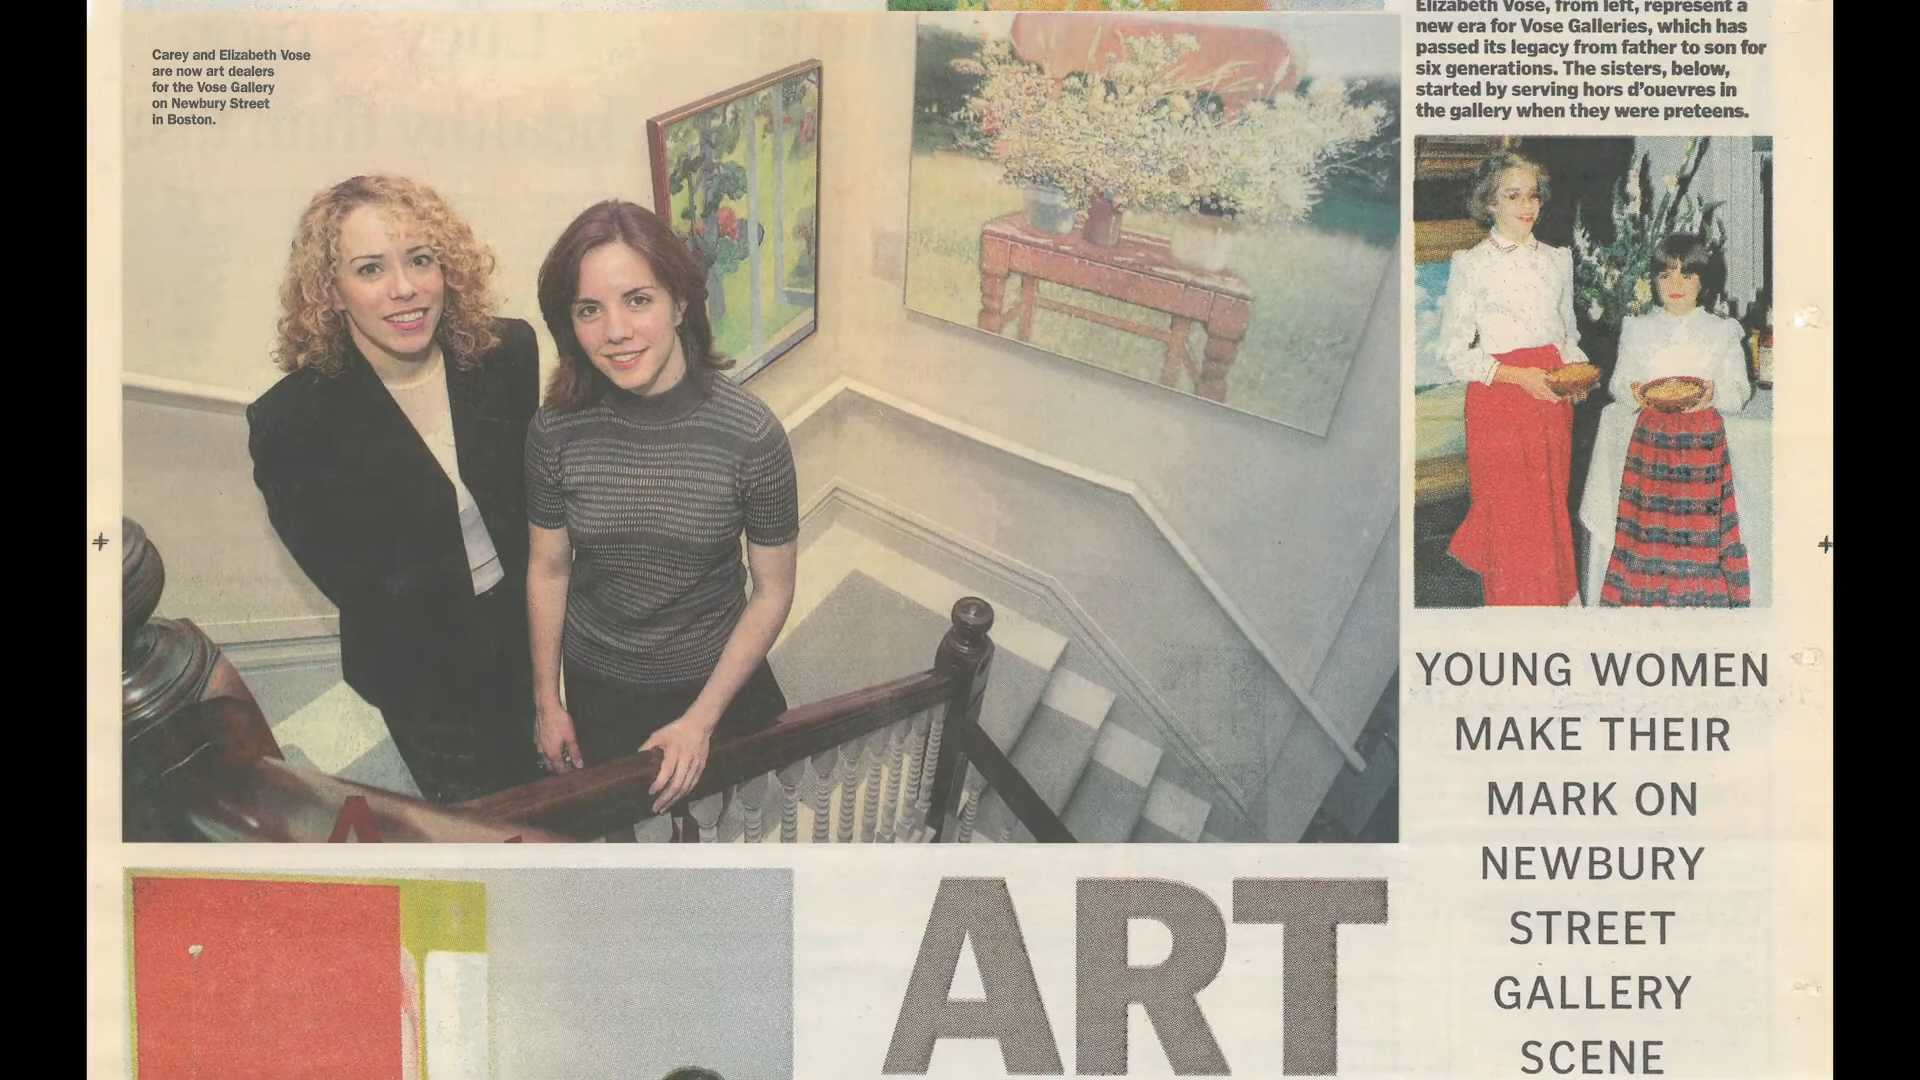 Carey and Elizabeth Vose
are now art dealers
for the Vose Gallery
on Newbury Street
in Boston.
Elizabeth Vose, from left, represent a
new era for Vose Galleries, which has
passed its legacy from father to son for
six generations. The sisters, below,
started by serving hors d'ouevres in
the gallery when they were preteens.
YOUNG WOMEN
MAKE THEIR
MARK ON
NEWBURY
STREET
GALLERY
SCENE
ART